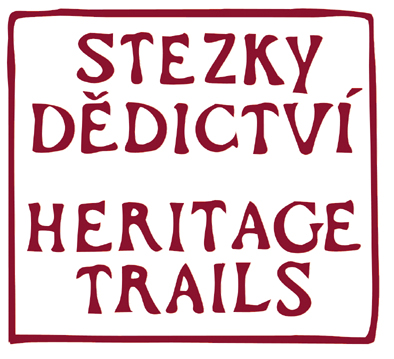 STEZKY
DĚDICTVÍ
HERITAGE
TRAILS